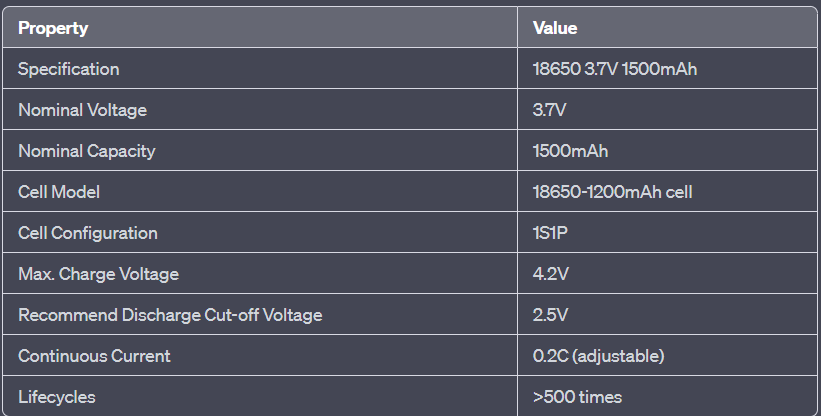 Property Value
Specification 18650 3.7V 1500mAh
Nominal Voltage 3.7V
Nominal Capacity 1500mAh
Cell Model 18650-1200mAh cell
Cell Configuration 1S1P
Max. Charge Voltage 4.2V
Recommend Discharge Cut-off Voltage 2.5V
Continuous Current 0.2C (adjustable)
Lifecycles >500 times